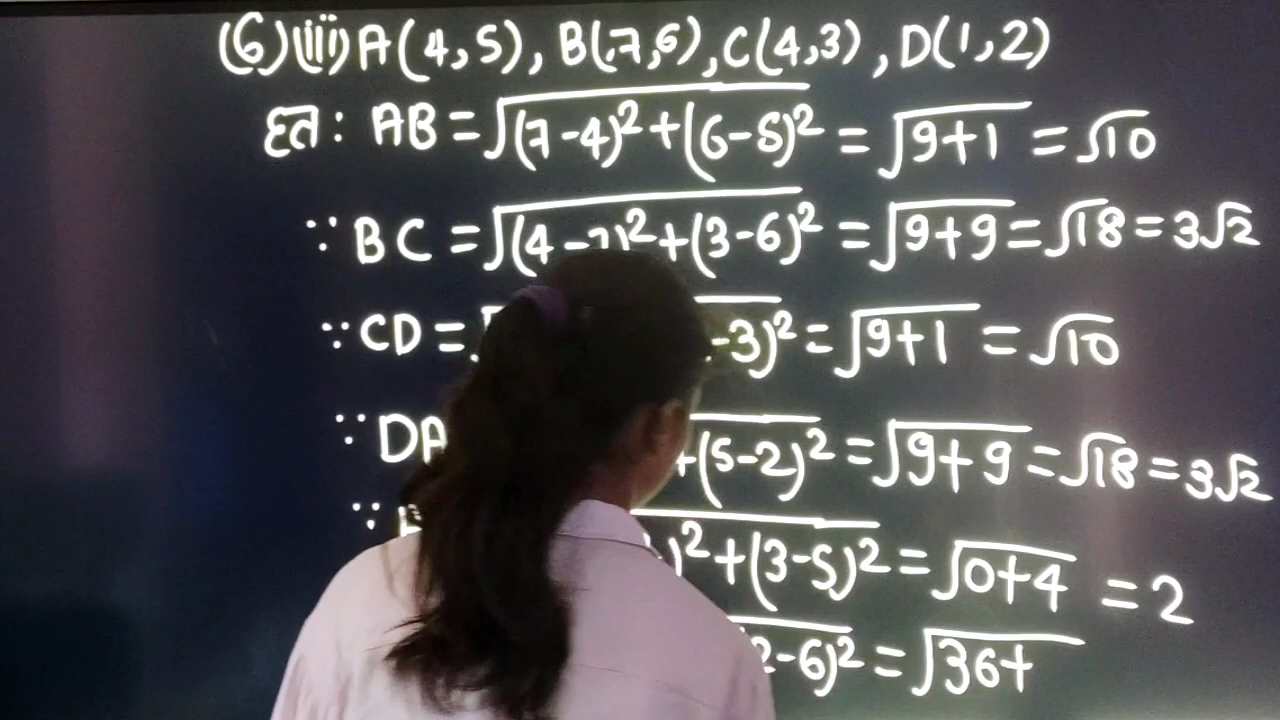 (6)(iii) A(4,5), B(7,6), C(4,3), D(1,2)
हल: AB = √(7-4)² + (6-5)² = √9+1 = √10
∵ BC = √(4-7)² + (3-6)² = √9+9 = √18 = 3√2
∵ CD = √ -3)² = √9+1 = √10
∵ DA +(5-2)² = √9+9 = √18 = 3√2
∵ )² + (3-5)² = √0+4 = 2
2-6)² = √36+